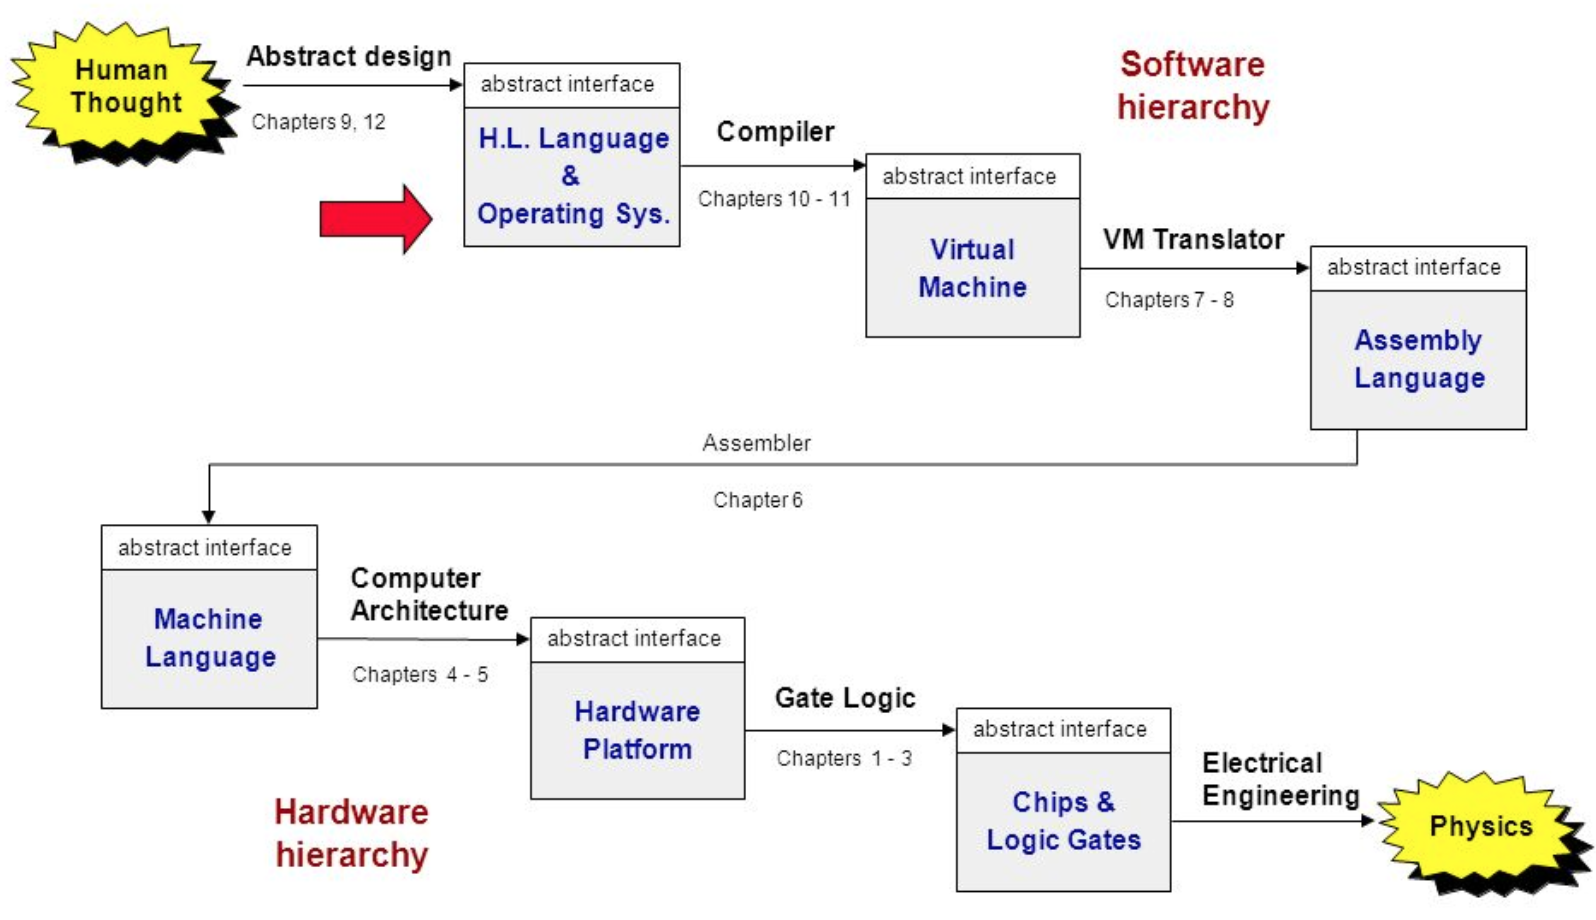 Human
Thought
Abstract design
Chapters 9, 12
abstract interface
H.L. Language
&
Operating Sys.
Compiler
Chapters 10 - 11
Software
hierarchy
abstract interface
Virtual
Machine
VM Translator
Chapters 7 - 8
abstract interface
Assembly
Language
Assembler
Chapter 6
abstract interface
Machine
Language
Computer
Architecture
Chapters 4 - 5
abstract interface
Hardware
Platform
Gate Logic
Chapters 1 - 3
abstract interface
Chips &
Logic Gates
Electrical
Engineering
Physics
Hardware
hierarchy